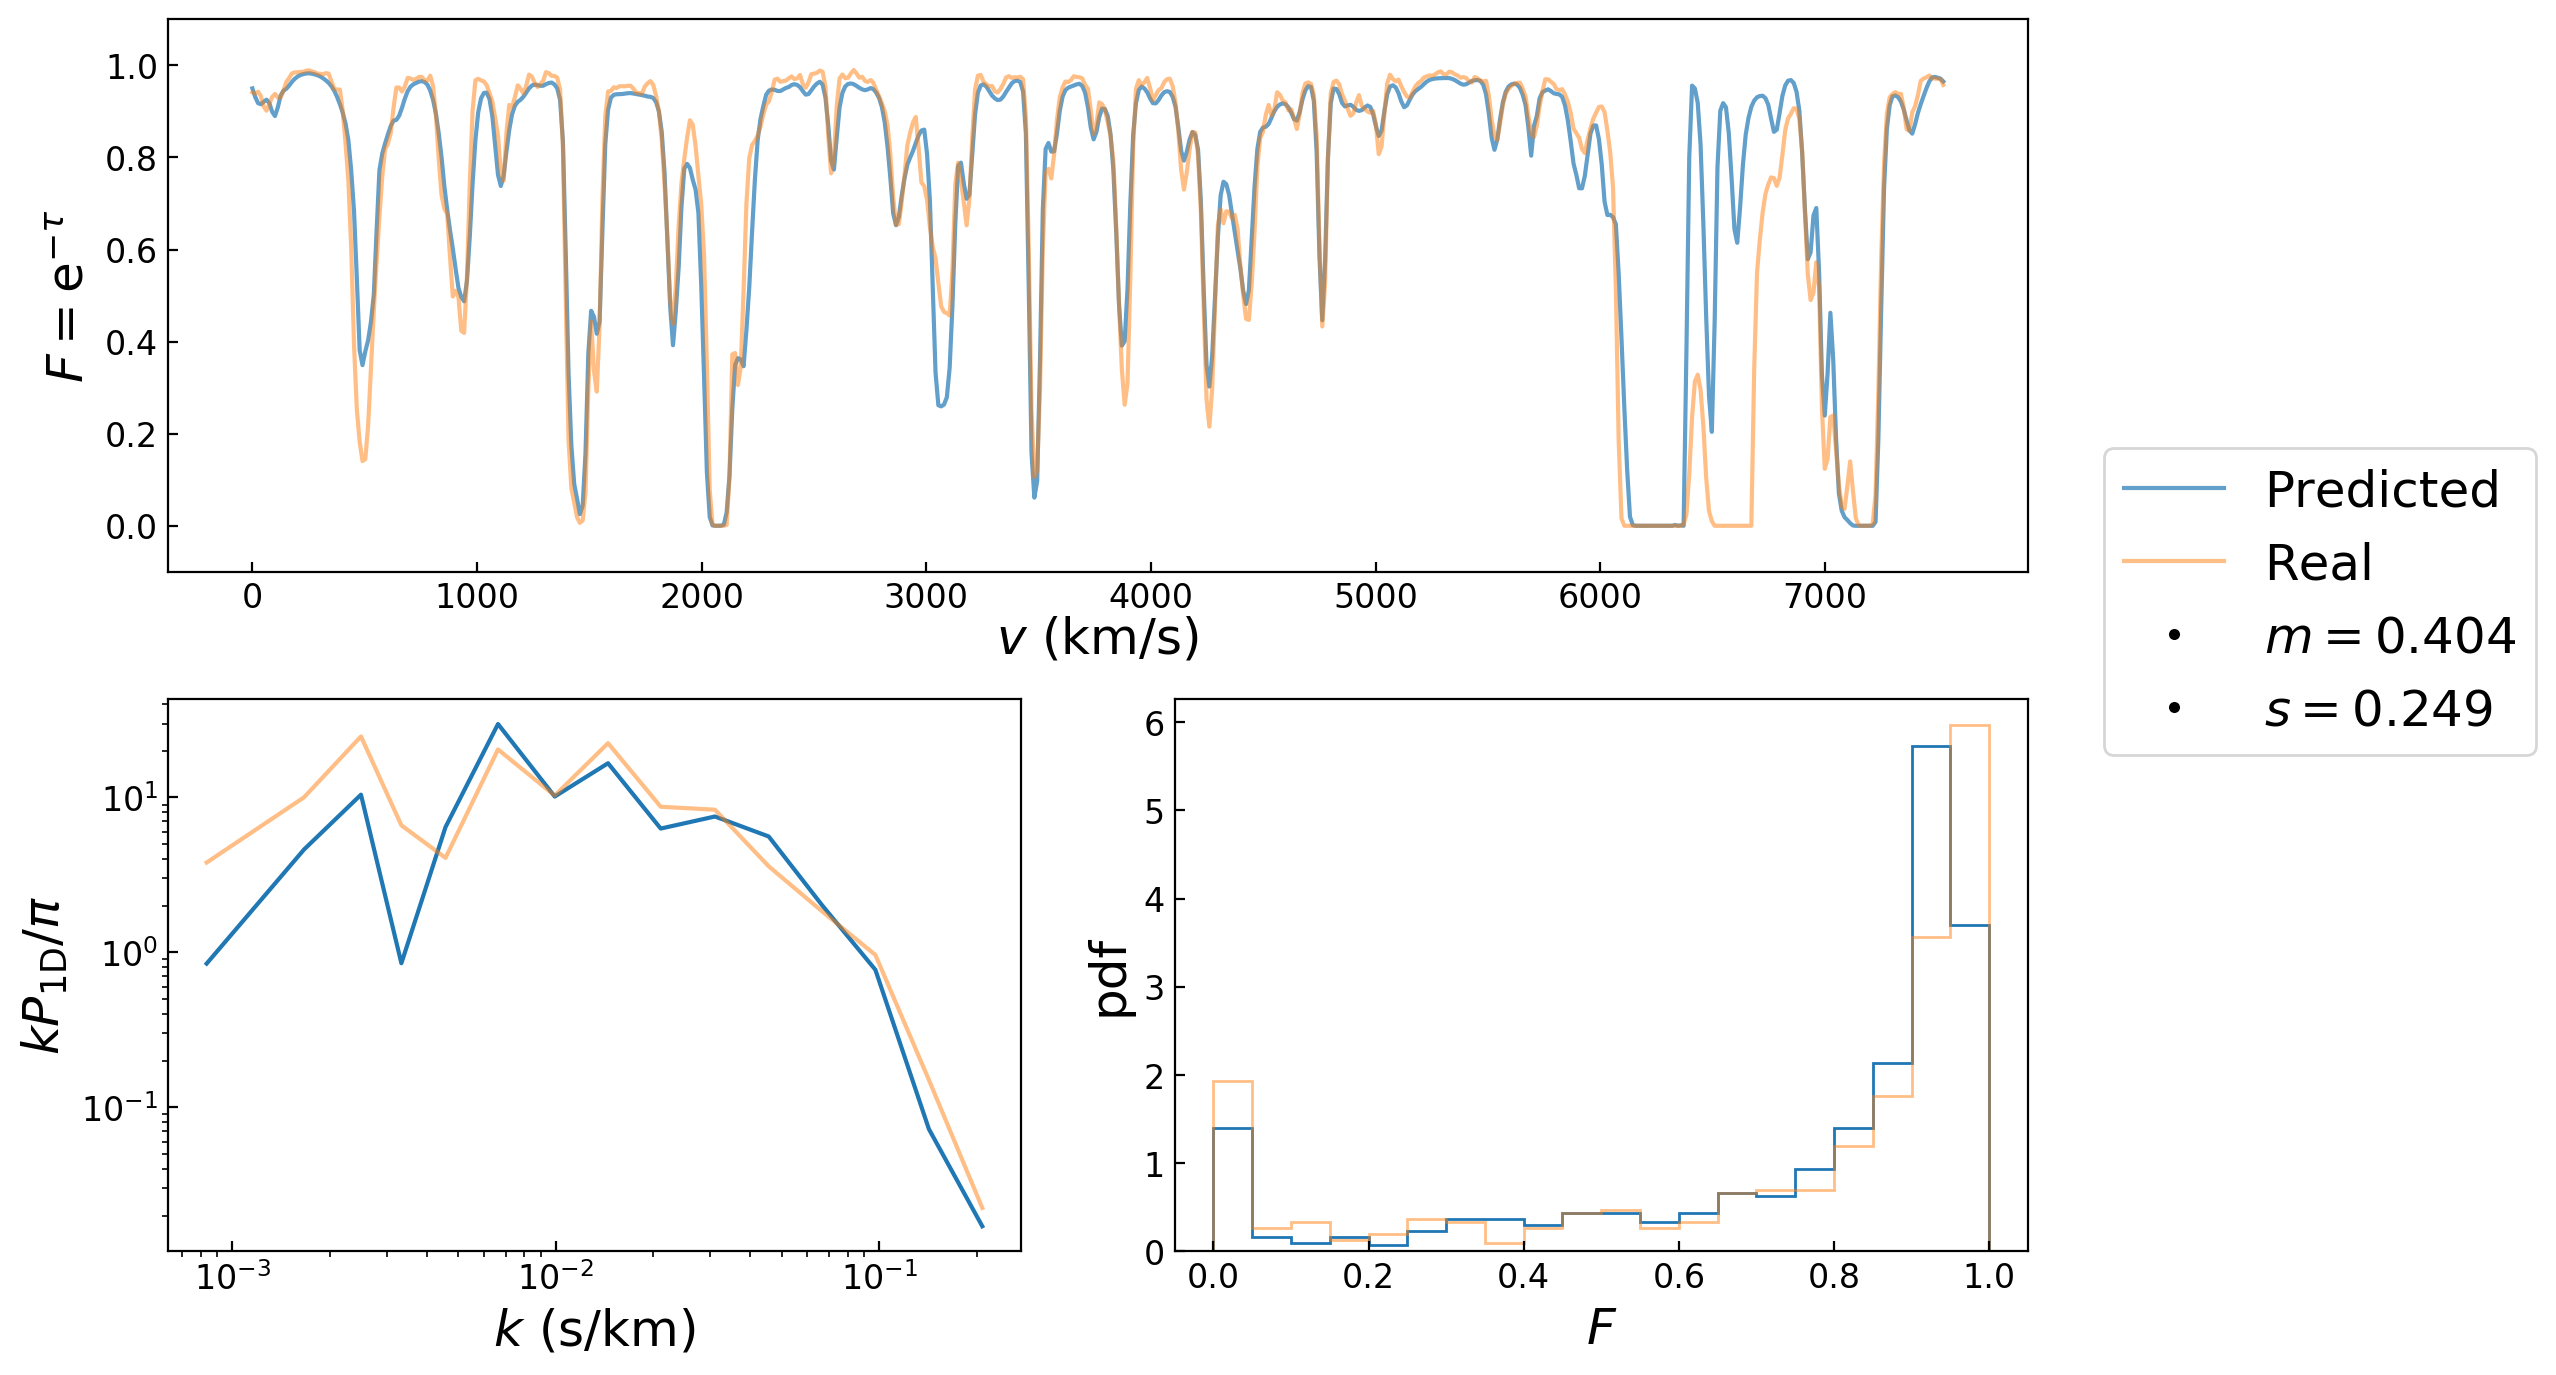 1.0
0.8
0.6
0.4
0.2
0.0
F = e^{−τ}
0 1000 2000 3000 4000 5000 6000 7000
v (km/s)
Predicted
Real
• m = 0.404
• s = 0.249
10^1
10^0
10^{−1}
kP_{1D}/π
10^{−3} 10^{−2} 10^{−1}
k (s/km)
6
5
4
3
2
1
0
pdf
0.0 0.2 0.4 0.6 0.8 1.0
F